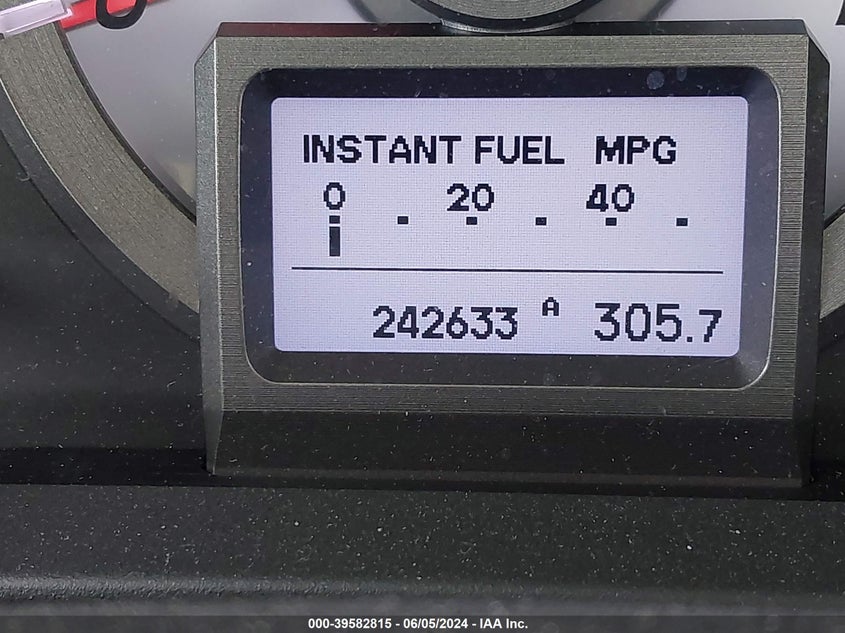 INSTANT FUEL MPG
0 20 40
242633 A 305.7
000-39582815 - 06/05/2024 - IAA Inc.